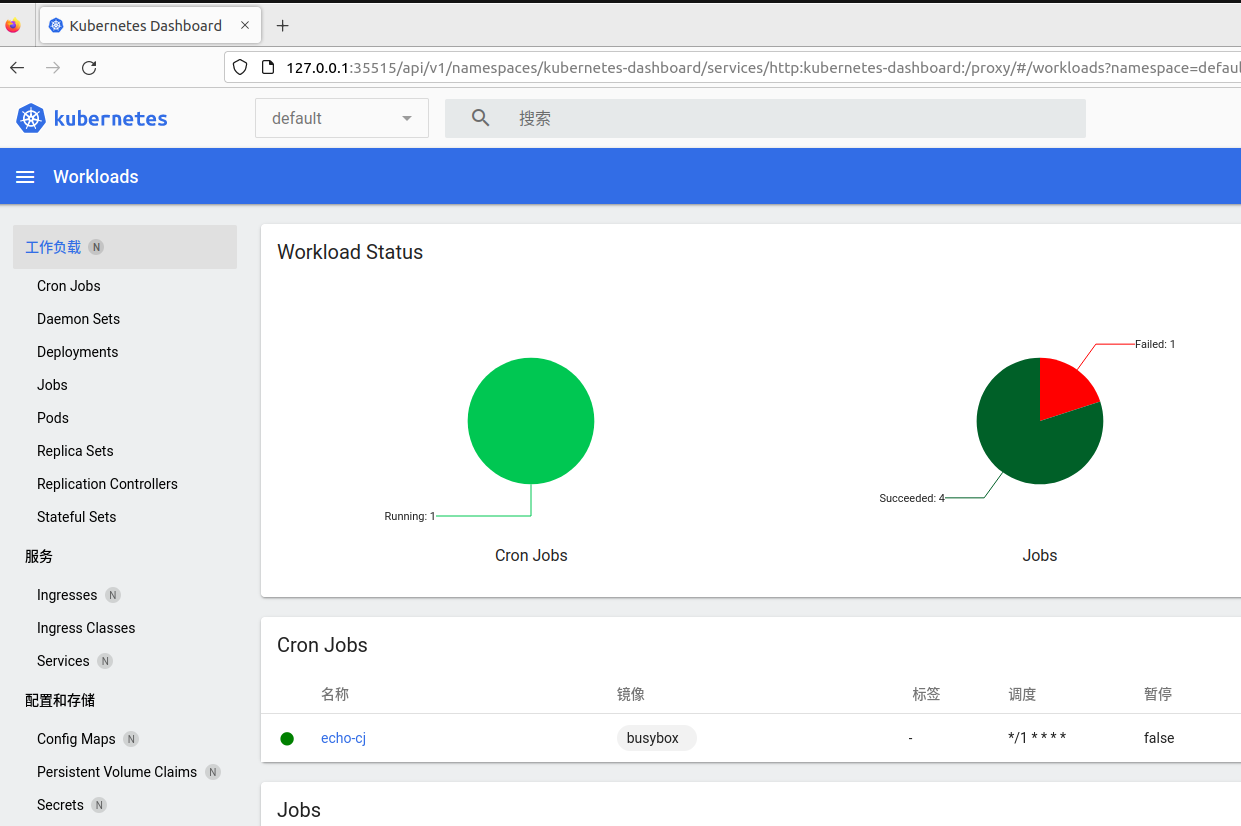 Kubernetes Dashboard
127.0.0.1:35515/api/v1/namespaces/kubernetes-dashboard/services/http:kubernetes-dashboard:/proxy/#/workloads?namespace=defaul
kubernetes
default
搜索
Workloads
工作负载 N
Cron Jobs
Daemon Sets
Deployments
Jobs
Pods
Replica Sets
Replication Controllers
Stateful Sets
服务
Ingresses N
Ingress Classes
Services N
配置和存储
Config Maps N
Persistent Volume Claims N
Secrets N
Workload Status
Running: 1
Cron Jobs
Failed: 1
Succeeded: 4
Jobs
Cron Jobs
名称 镜像 标签 调度 暂停
echo-cj busybox - */1 * * * * false
Jobs